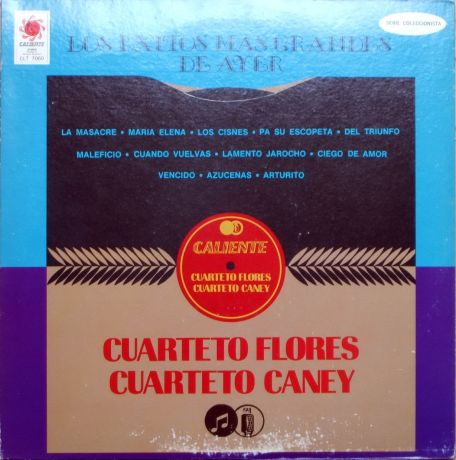 CALIENTE
CLT 7060
SERIE COLECCIONISTA
LOS EXITOS MAS GRANDES
DE AYER
LA MASACRE • MARIA ELENA • LOS CISNES • PA SU ESCOPETA • DEL TRIUNFO
MALEFICIO • CUANDO VUELVAS • LAMENTO JAROCHO • CIEGO DE AMOR
VENCIDO • AZUCENAS • ARTURITO
CALIENTE
CUARTETO FLORES
CUARTETO CANEY
CUARTETO FLORES
CUARTETO CANEY